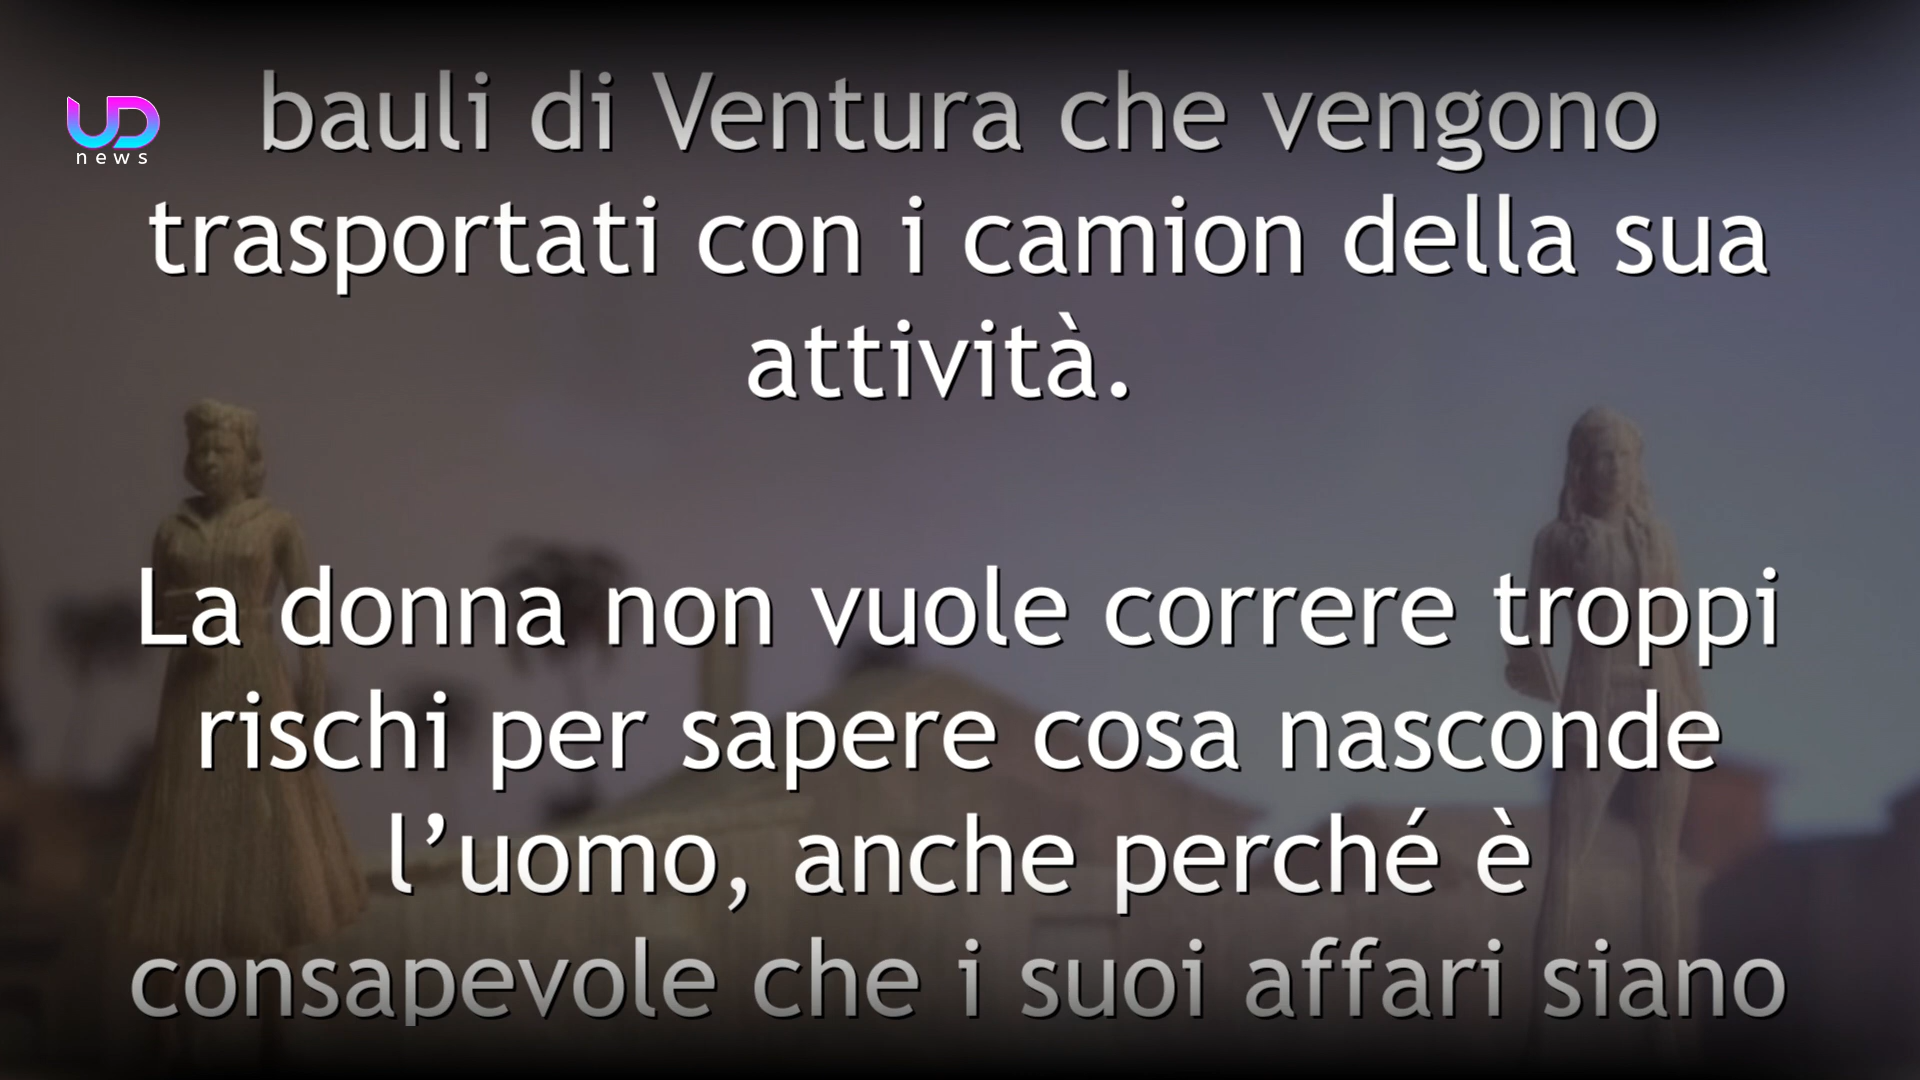 UD
news
bauli di Ventura che vengono
trasportati con i camion della sua
attività.
La donna non vuole correre troppi
rischi per sapere cosa nasconde
l’uomo, anche perché è
consapevole che i suoi affari siano